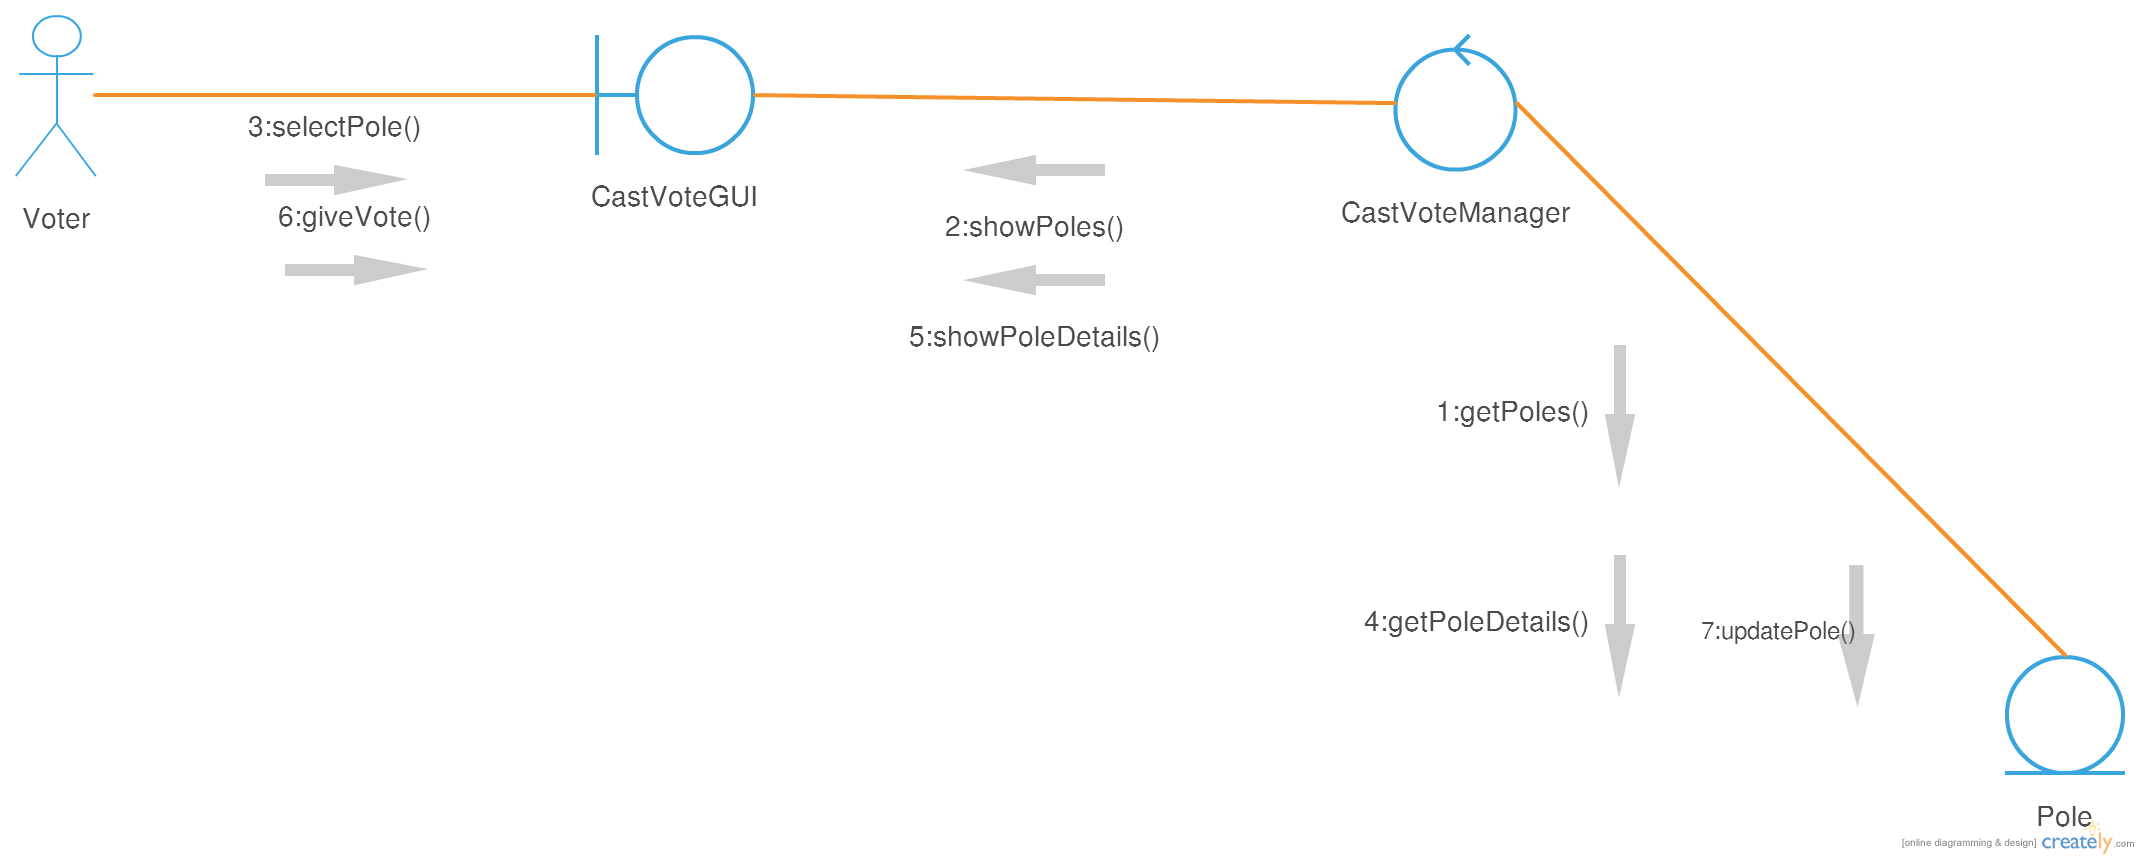 3:selectPole()
6:giveVote()
Voter
CastVoteGUI
2:showPoles()
5:showPoleDetails()
CastVoteManager
1:getPoles()
4:getPoleDetails()
7:updatePole()
Pole
[online diagramming & design] creately.com